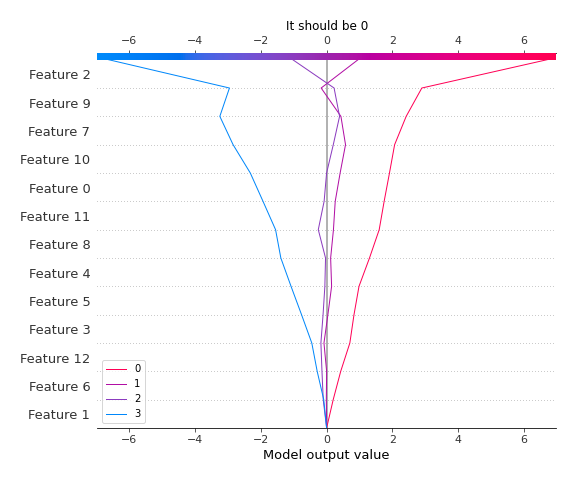 It should be 0
−6 −4 −2 0 2 4 6
Feature 2
Feature 9
Feature 7
Feature 10
Feature 0
Feature 11
Feature 8
Feature 4
Feature 5
Feature 3
Feature 12
Feature 6
Feature 1
0
1
2
3
−6 −4 −2 0 2 4 6
Model output value